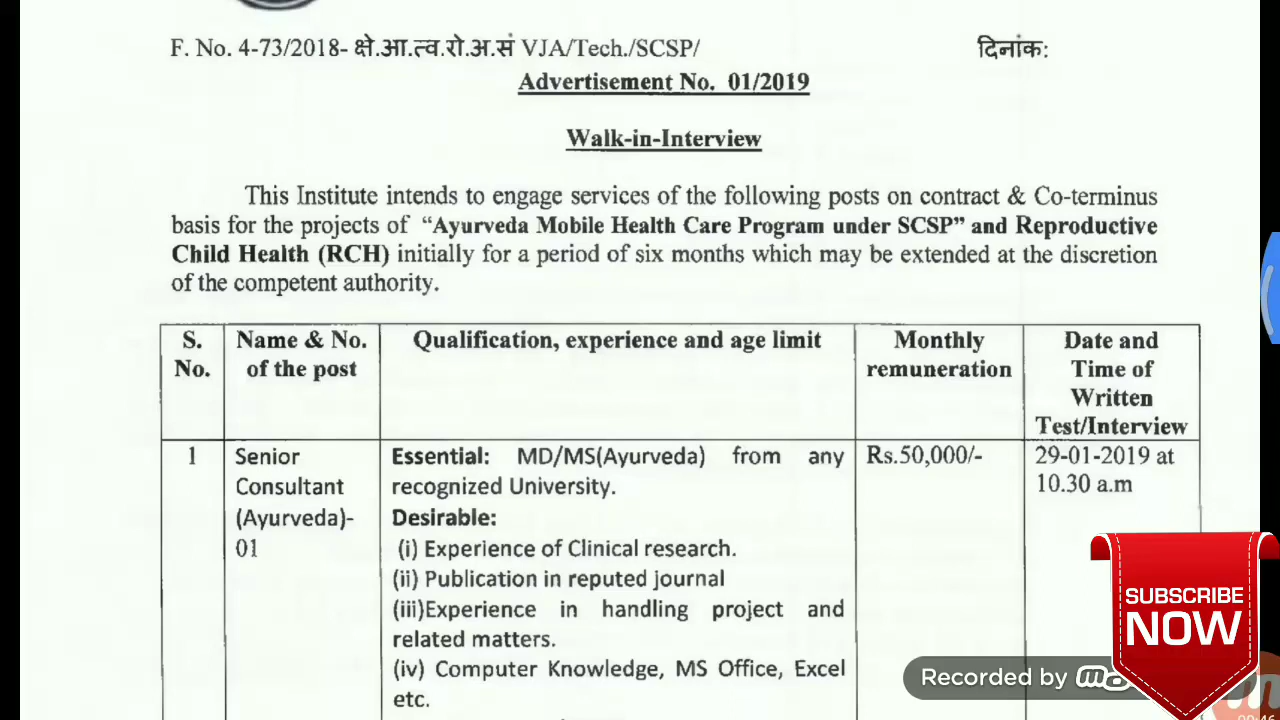 F. No. 4-73/2018- क्षे.आ.त्व.रो.अ.सं VJA/Tech./SCSP/ दिनांक:
Advertisement No. 01/2019
Walk-in-Interview
This Institute intends to engage services of the following posts on contract & Co-terminus
basis for the projects of “Ayurveda Mobile Health Care Program under SCSP” and Reproductive
Child Health (RCH) initially for a period of six months which may be extended at the discretion
of the competent authority.
S. No.
Name & No. of the post
Qualification, experience and age limit
Monthly remuneration
Date and Time of Written Test/Interview
1
Senior
Consultant
(Ayurveda)-
01
Essential: MD/MS(Ayurveda) from any
recognized University.
Desirable:
(i) Experience of Clinical research.
(ii) Publication in reputed journal
(iii)Experience in handling project and
related matters.
(iv) Computer Knowledge, MS Office, Excel
etc.
Rs.50,000/-
29-01-2019 at
10.30 a.m
SUBSCRIBE
NOW
Recorded by